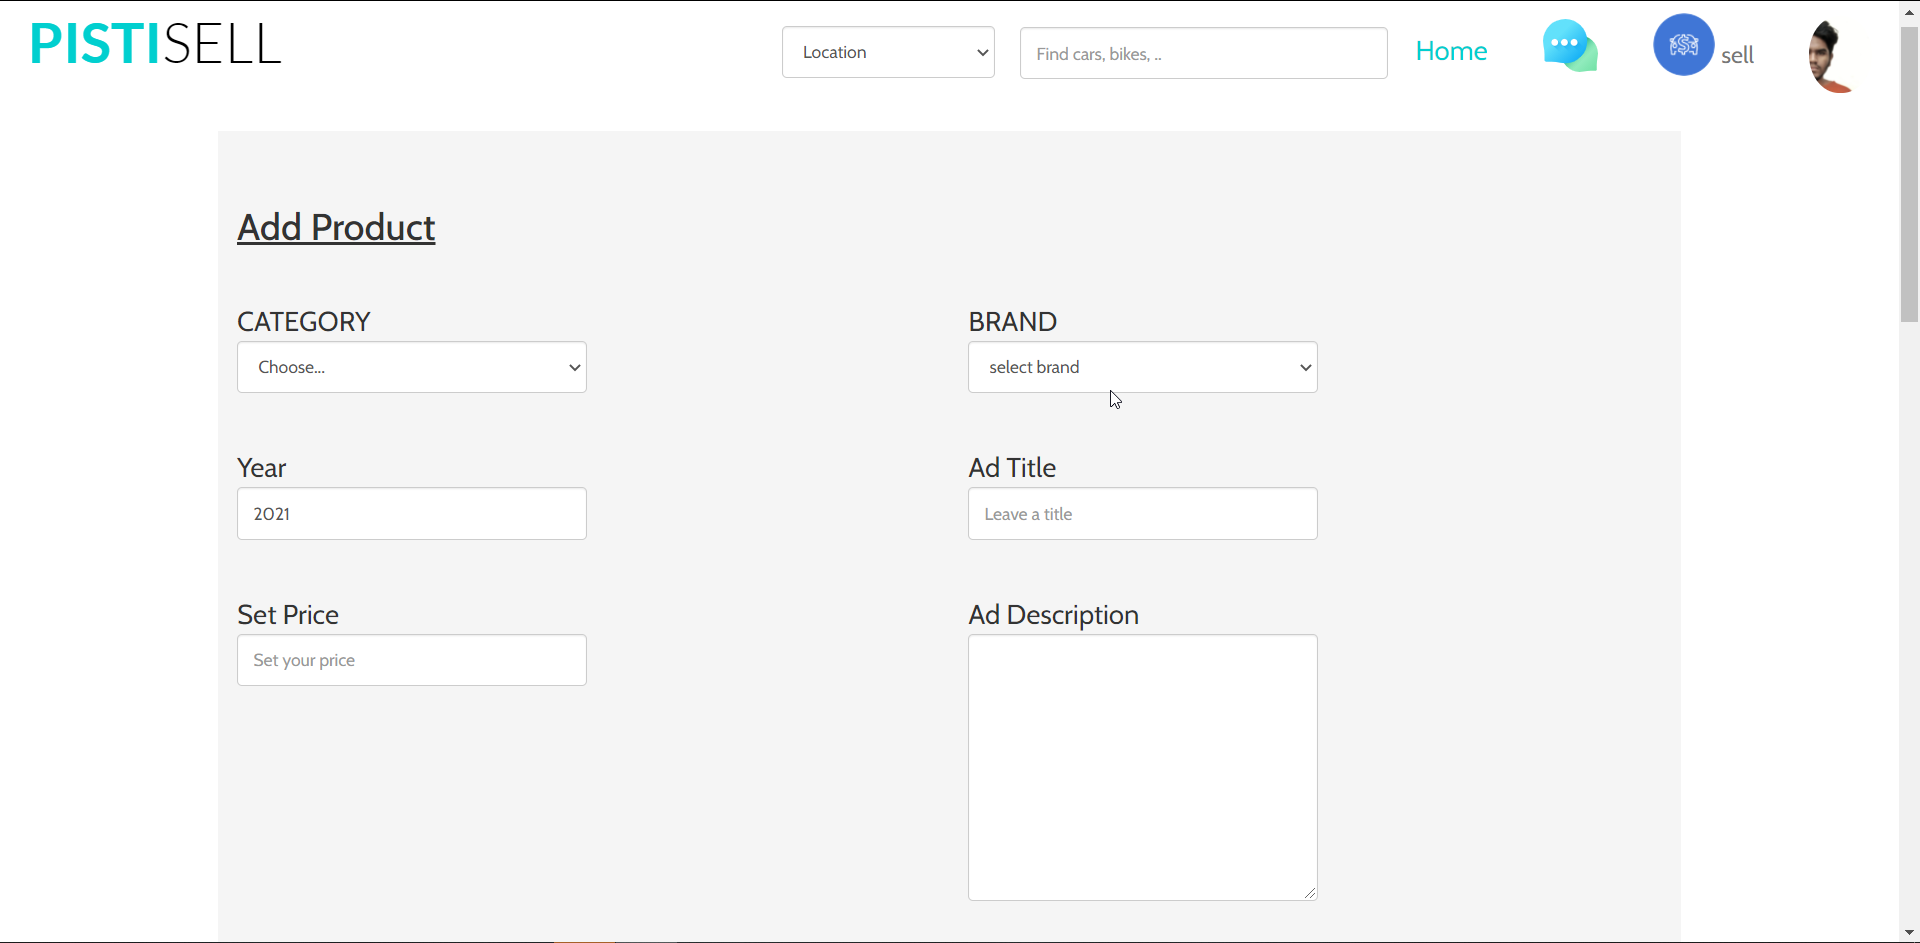 PISTISELL
Location
Find cars, bikes, ..
Home
sell
Add Product
CATEGORY
Choose...
BRAND
select brand
Year
2021
Ad Title
Leave a title
Set Price
Set your price
Ad Description